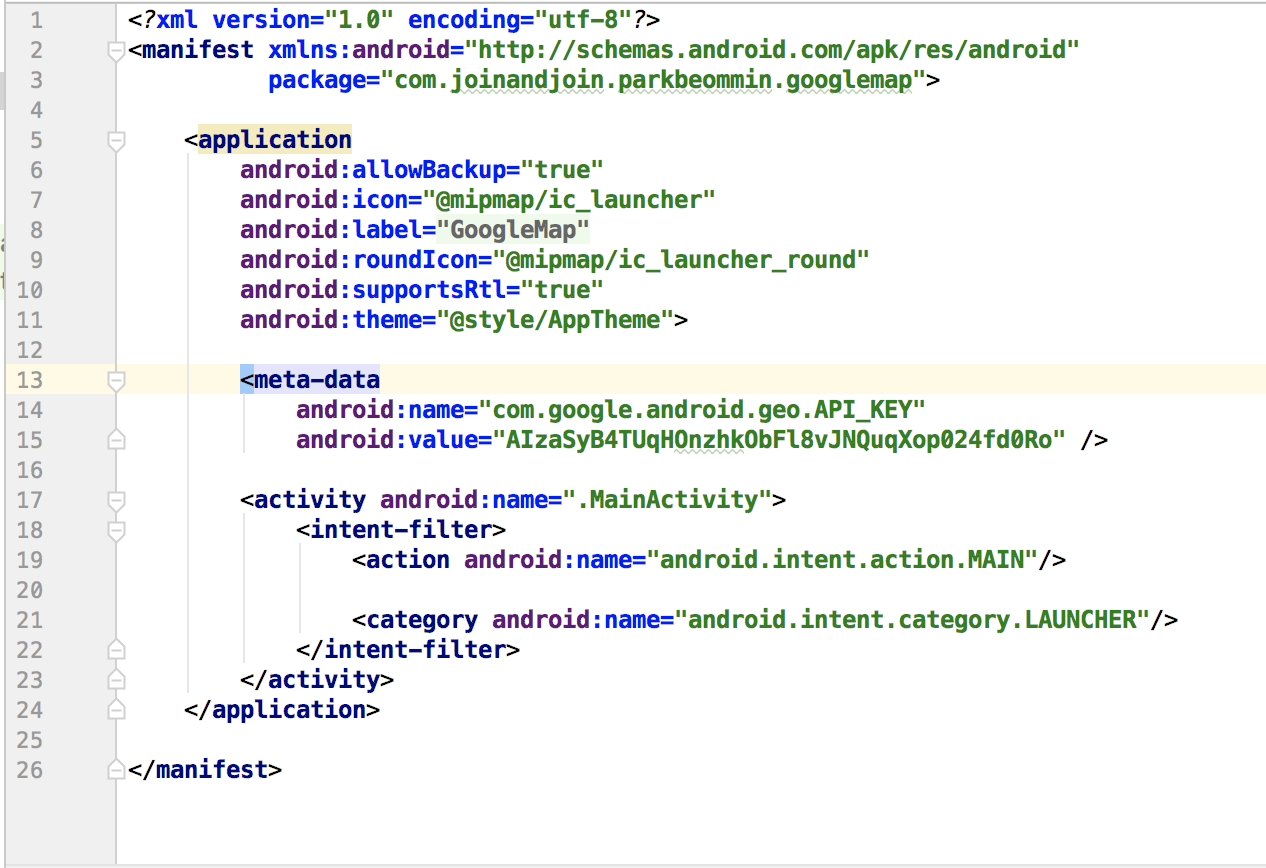 1 <?xml version="1.0" encoding="utf-8"?>
2 <manifest xmlns:android="http://schemas.android.com/apk/res/android"
3 package="com.joinandjoin.parkbeommin.googlemap">
4
5 <application
6 android:allowBackup="true"
7 android:icon="@mipmap/ic_launcher"
8 android:label="GoogleMap"
9 android:roundIcon="@mipmap/ic_launcher_round"
10 android:supportsRtl="true"
11 android:theme="@style/AppTheme">
12
13 <meta-data
14 android:name="com.google.android.geo.API_KEY"
15 android:value="AIzaSyB4TUqHOnzhkObFl8vJNQuqXop024fd0Ro" />
16
17 <activity android:name=".MainActivity">
18 <intent-filter>
19 <action android:name="android.intent.action.MAIN"/>
20
21 <category android:name="android.intent.category.LAUNCHER"/>
22 </intent-filter>
23 </activity>
24 </application>
25
26 </manifest>